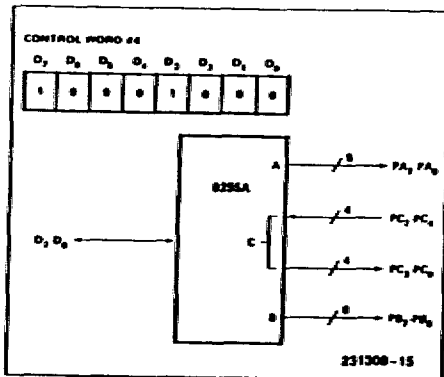 CONTROL WORD #4
D7 D6 D5 D4 D3 D2 D1 D0
1 0 0 0 1 0 0 0
A
8 PA7-PA0
8255A
4 PC7-PC4
C
D7-D0
4 PC3-PC0
B
8 PB7-PB0
231308-15